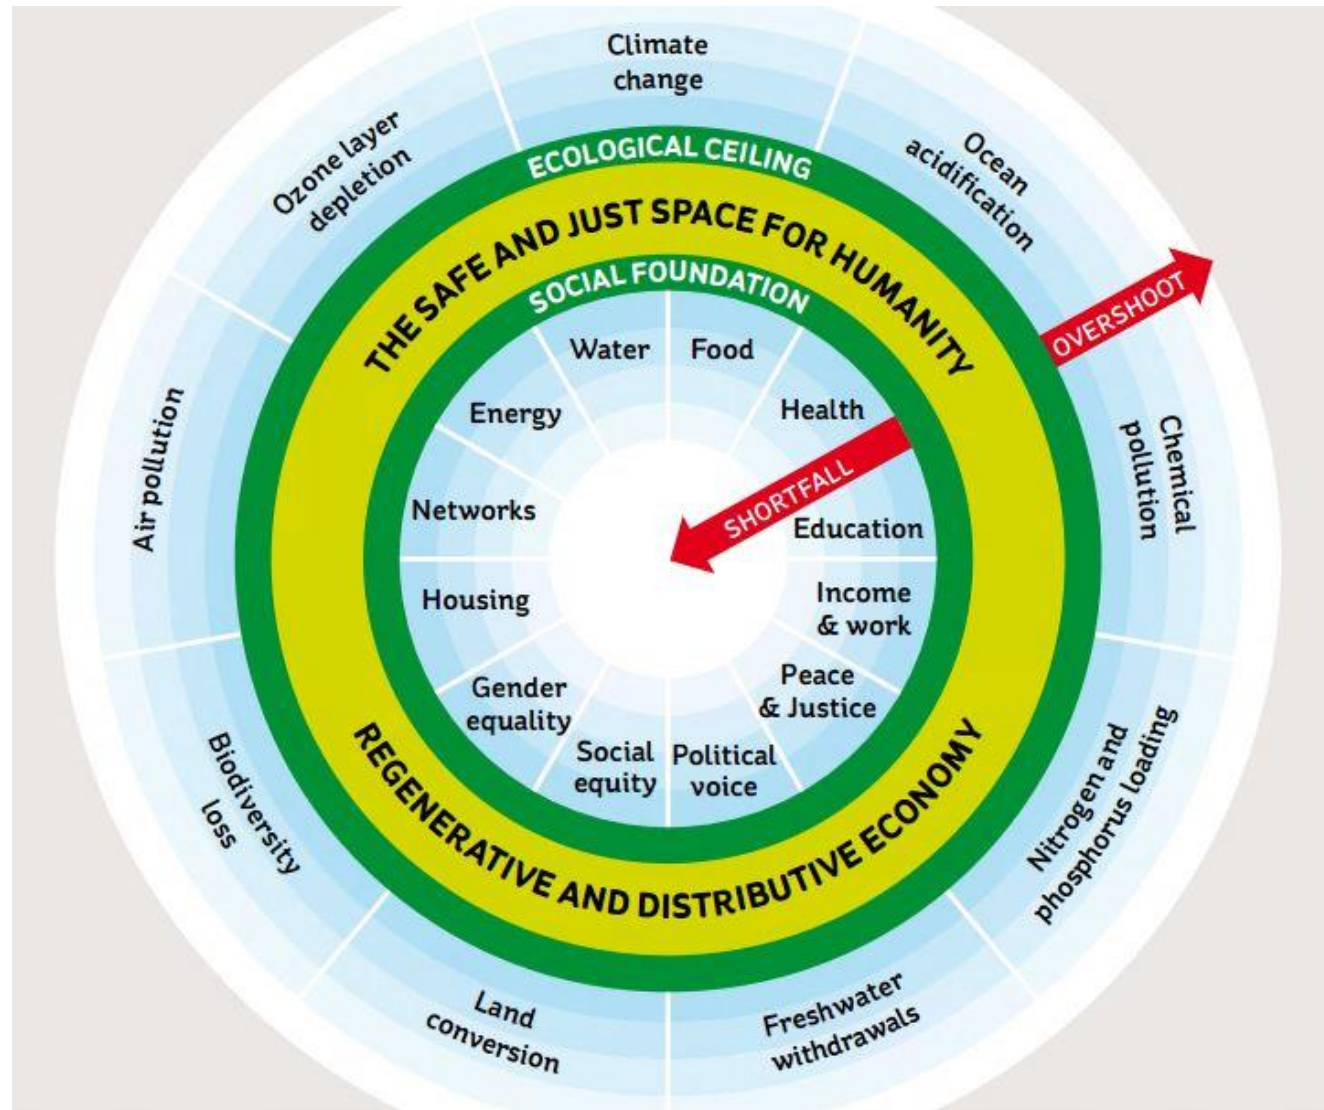 Climate
change
Ocean
acidification
OVERSHOOT
Chemical
pollution
Nitrogen and
phosphorus loading
Freshwater
withdrawals
Land
conversion
Biodiversity
loss
Air pollution
Ozone layer
depletion
ECOLOGICAL CEILING
THE SAFE AND JUST SPACE FOR HUMANITY
SOCIAL FOUNDATION
Water
Food
Health
SHORTFALL
Education
Income
& work
Peace
& Justice
Political
voice
Social
equity
Gender
equality
Housing
Networks
Energy
REGENERATIVE AND DISTRIBUTIVE ECONOMY